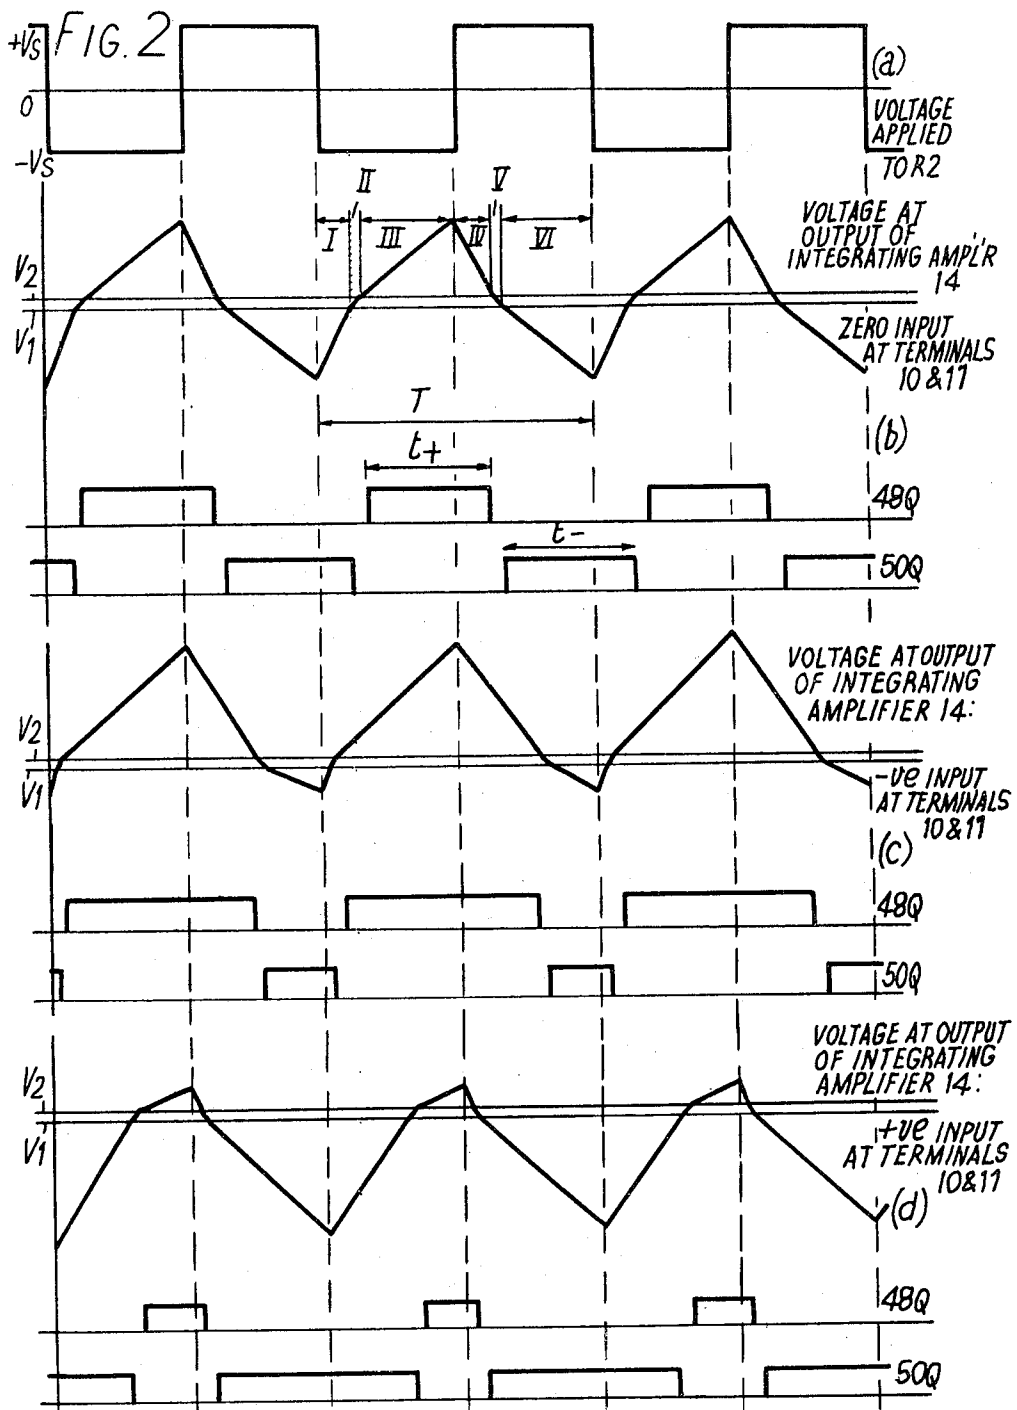 FIG. 2
+Vs
0
-Vs
(a)
VOLTAGE
APPLIED
TO R2
I
II
III
IV
V
VI
VOLTAGE AT
OUTPUT OF
INTEGRATING AMPL'R
14
V2
V1
ZERO INPUT
AT TERMINALS
10 & 11
T
(b)
t+
48Q
t-
50Q
VOLTAGE AT OUTPUT
OF INTEGRATING
AMPLIFIER 14:
V2
V1
-ve INPUT
AT TERMINALS
10 & 11
(c)
48Q
50Q
VOLTAGE AT OUTPUT
OF INTEGRATING
AMPLIFIER 14:
V2
V1
+ve INPUT
AT TERMINALS
10 & 11
(d)
48Q
50Q